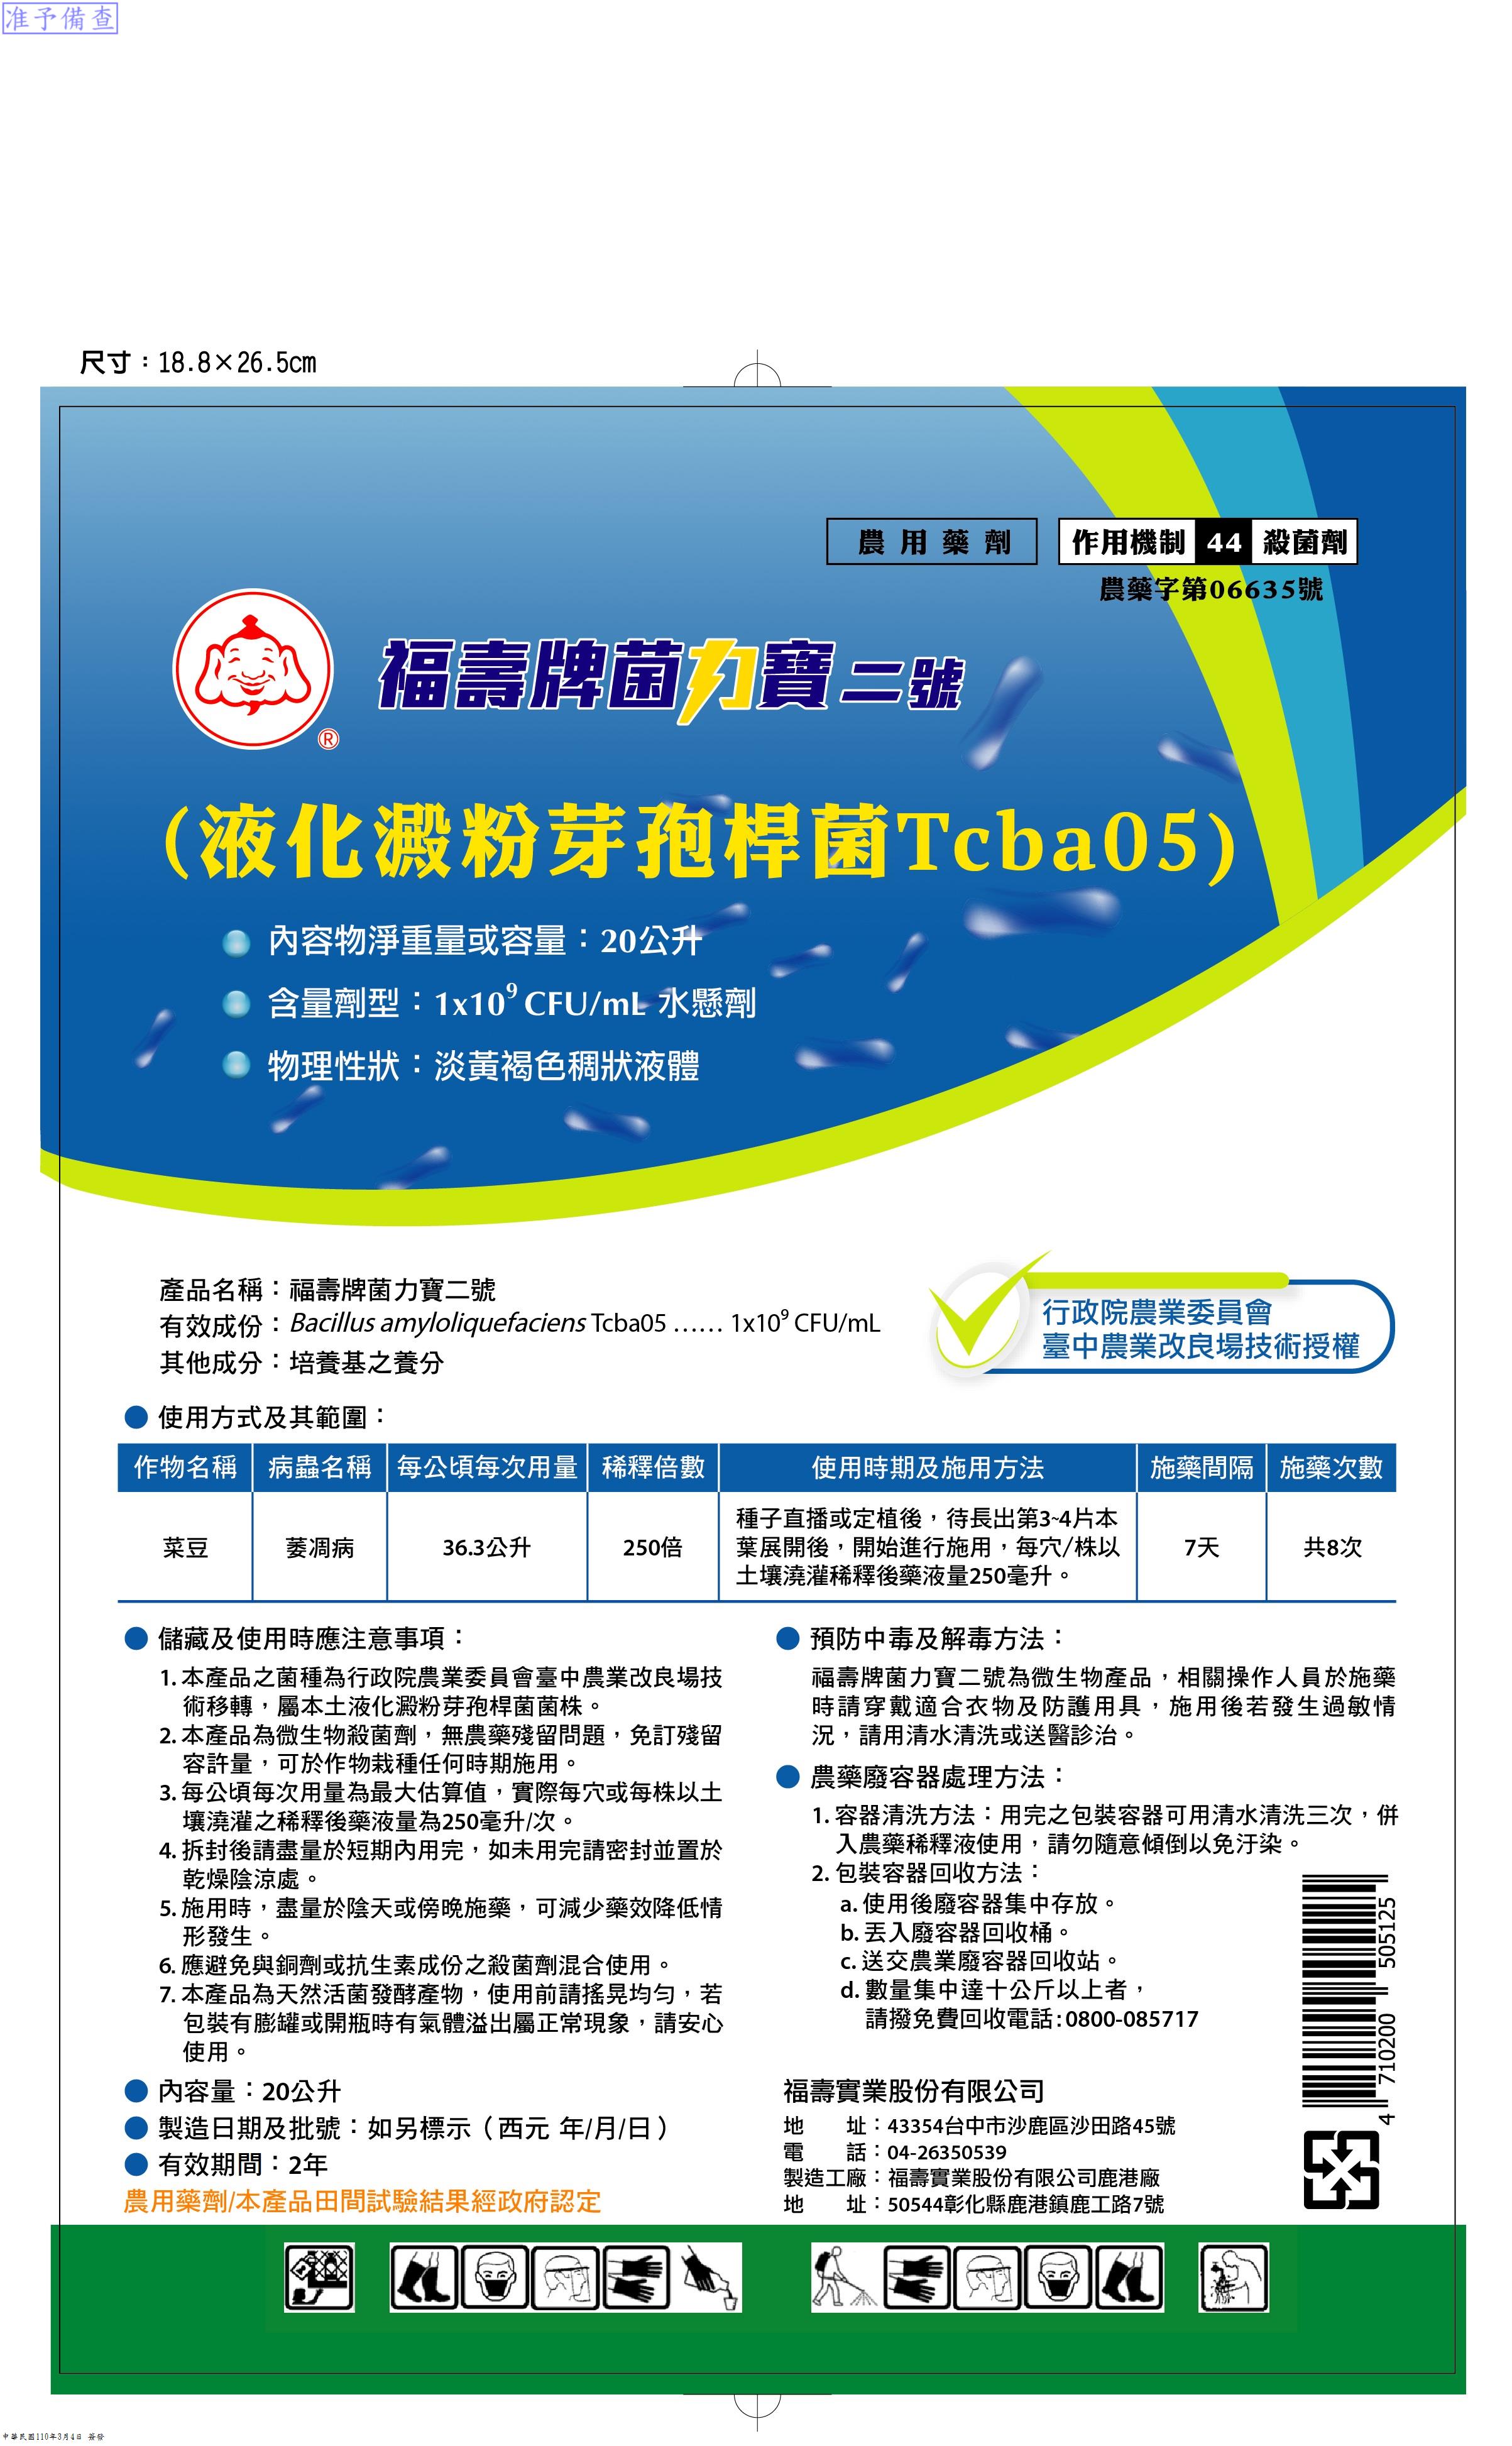 准予備查
尺寸：18.8×26.5cm
農用藥劑
作用機制 44 殺菌劑
農藥字第06635號
福壽牌菌力寶二號
®
(液化澱粉芽孢桿菌Tcba05)
內容物淨重量或容量：20公升
含量劑型：1x10⁹ CFU/mL 水懸劑
物理性狀：淡黃褐色稠狀液體
產品名稱：福壽牌菌力寶二號
有效成份：Bacillus amyloliquefaciens Tcba05 …… 1x10⁹ CFU/mL
其他成分：培養基之養分
行政院農業委員會
臺中農業改良場技術授權
● 使用方式及其範圍：
作物名稱 病蟲名稱 每公頃每次用量 稀釋倍數 使用時期及施用方法 施藥間隔 施藥次數
菜豆 萎凋病 36.3公升 250倍
種子直播或定植後，待長出第3~4片本
葉展開後，開始進行施用，每穴/株以
土壤澆灌稀釋後藥液量250毫升。
7天 共8次
● 儲藏及使用時應注意事項：
1. 本產品之菌種為行政院農業委員會臺中農業改良場技
術移轉，屬本土液化澱粉芽孢桿菌菌株。
2. 本產品為微生物殺菌劑，無農藥殘留問題，免訂殘留
容許量，可於作物栽種任何時期施用。
3. 每公頃每次用量為最大估算值，實際每穴或每株以土
壤澆灌之稀釋後藥液量為250毫升/次。
4. 拆封後請盡量於短期內用完，如未用完請密封並置於
乾燥陰涼處。
5. 施用時，盡量於陰天或傍晚施藥，可減少藥效降低情
形發生。
6. 應避免與銅劑或抗生素成份之殺菌劑混合使用。
7. 本產品為天然活菌發酵產物，使用前請搖晃均勻，若
包裝有膨罐或開瓶時有氣體溢出屬正常現象，請安心
使用。
● 內容量：20公升
● 製造日期及批號：如另標示（西元 年/月/日）
● 有效期間：2年
農用藥劑/本產品田間試驗結果經政府認定
● 預防中毒及解毒方法：
福壽牌菌力寶二號為微生物產品，相關操作人員於施藥
時請穿戴適合衣物及防護用具，施用後若發生過敏情
況，請用清水清洗或送醫診治。
● 農藥廢容器處理方法：
1. 容器清洗方法：用完之包裝容器可用清水清洗三次，併
入農藥稀釋液使用，請勿隨意傾倒以免汙染。
2. 包裝容器回收方法：
a. 使用後廢容器集中存放。
b. 丟入廢容器回收桶。
c. 送交農業廢容器回收站。
d. 數量集中達十公斤以上者，
請撥免費回收電話:0800-085717
4 710200 505125
福壽實業股份有限公司
地　　址：43354台中市沙鹿區沙田路45號
電　　話：04-26350539
製造工廠：福壽實業股份有限公司鹿港廠
地　　址：50544彰化縣鹿港鎮鹿工路7號
中華民國110年3月4日 簽發